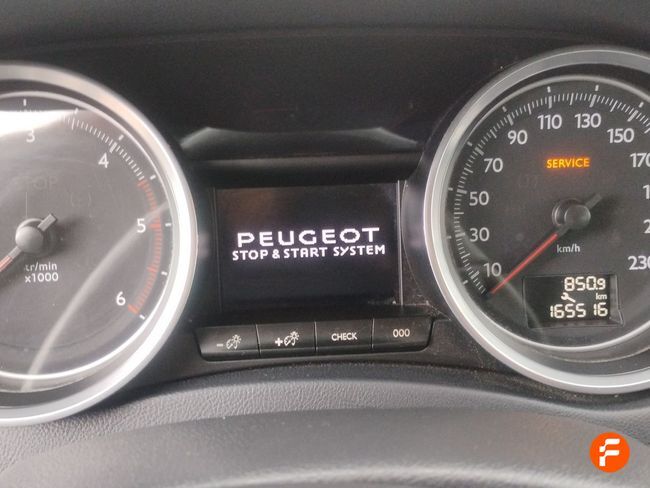 3
4
5
6
tr/min
x1000
PEUGEOT
STOP & START SYSTEM
CHECK
000
10
30
50
70
90
110
130
150
170
230
SERVICE
km/h
850.9
km
165516